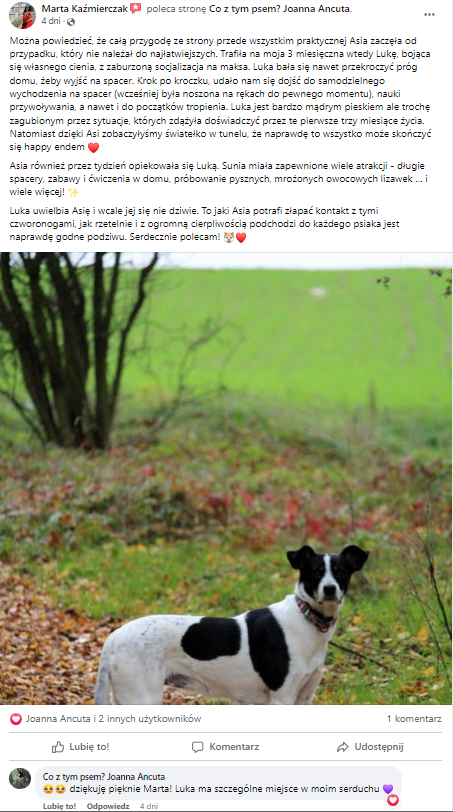 Marta Kaźmierczak poleca stronę Co z tym psem? Joanna Ancuta.
4 dni
Można powiedzieć, że całą przygodę ze strony przede wszystkim praktycznej Asia zaczęła od
przypadku, który nie należał do najłatwiejszych. Trafiła na moja 3 miesięczna wtedy Lukę, bojąca
się własnego cienia, z zaburzoną socjalizacja na maksa. Luka bała się nawet przekroczyć próg
domu, żeby wyjść na spacer. Krok po kroczku, udało nam się dojść do samodzielnego
wychodzenia na spacer (wcześniej była noszona na rękach do pewnego momentu), nauki
przywoływania, a nawet i do początków tropienia. Luka jest bardzo mądrym pieskiem ale trochę
zagubionym przez sytuacje, których zdążyła doświadczyć przez te pierwsze trzy miesiące życia.
Natomiast dzięki Asi zobaczyłyśmy światełko w tunelu, że naprawdę to wszystko może skończyć
się happy endem ❤️
Asia również przez tydzień opiekowała się Luką. Sunia miała zapewnione wiele atrakcji - długie
spacery, zabawy i ćwiczenia w domu, próbowanie pysznych, mrożonych owocowych lizawek ... i
wiele więcej! ✨
Luka uwielbia Asię i wcale jej się nie dziwie. To jaki Asia potrafi złapać kontakt z tymi
czworonogami, jak rzetelnie i z ogromną cierpliwością podchodzi do każdego psiaka jest
naprawdę godne podziwu. Serdecznie polecam! 🐶❤️
Joanna Ancuta i 2 innych użytkowników 1 komentarz
Lubię to! Komentarz Udostępnij
Co z tym psem? Joanna Ancuta
🥹🥹 dziękuję pięknie Marta! Luka ma szczególne miejsce w moim serduchu 💜
Lubię to! Odpowiedz 4 dni